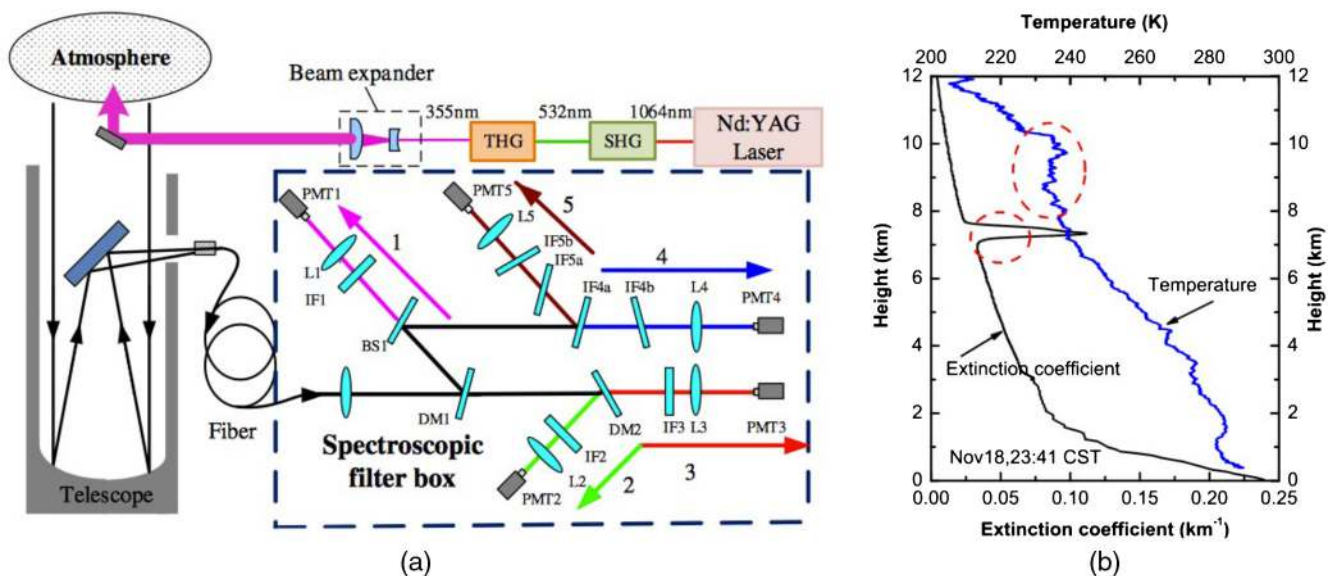 Atmosphere
Beam expander
355nm
532nm
1064nm
THG
SHG
Nd:YAG
Laser
PMT1
1
L1
IF1
BS1
PMT5
5
L5
IF5b
IF5a
4
IF4a
IF4b
L4
PMT4
Fiber
DM1
DM2
IF3
L3
PMT3
3
IF2
L2
PMT2
2
Spectroscopic
filter box
Telescope
(a)
Temperature (K)
200 220 240 260 280 300
Height (km)
12
10
8
6
4
2
0
Temperature
Extinction coefficient
Nov18,23:41 CST
12
10
8
6
4
2
0
Height (km)
0.00 0.05 0.10 0.15 0.20 0.25
Extinction coefficient (km⁻¹)
(b)